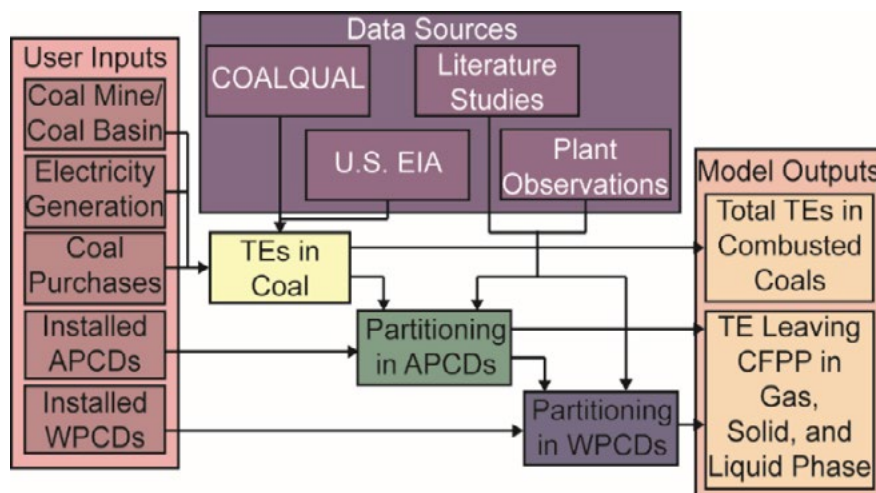 Data Sources
COALQUAL
Literature
Studies
U.S. EIA
Plant
Observations
User Inputs
Coal Mine/
Coal Basin
Electricity
Generation
Coal
Purchases
Installed
APCDs
Installed
WPCDs
TEs in
Coal
Partitioning
in APCDs
Partitioning
in WPCDs
Model Outputs
Total TEs in
Combusted
Coals
TE Leaving
CFPP in
Gas,
Solid, and
Liquid Phase